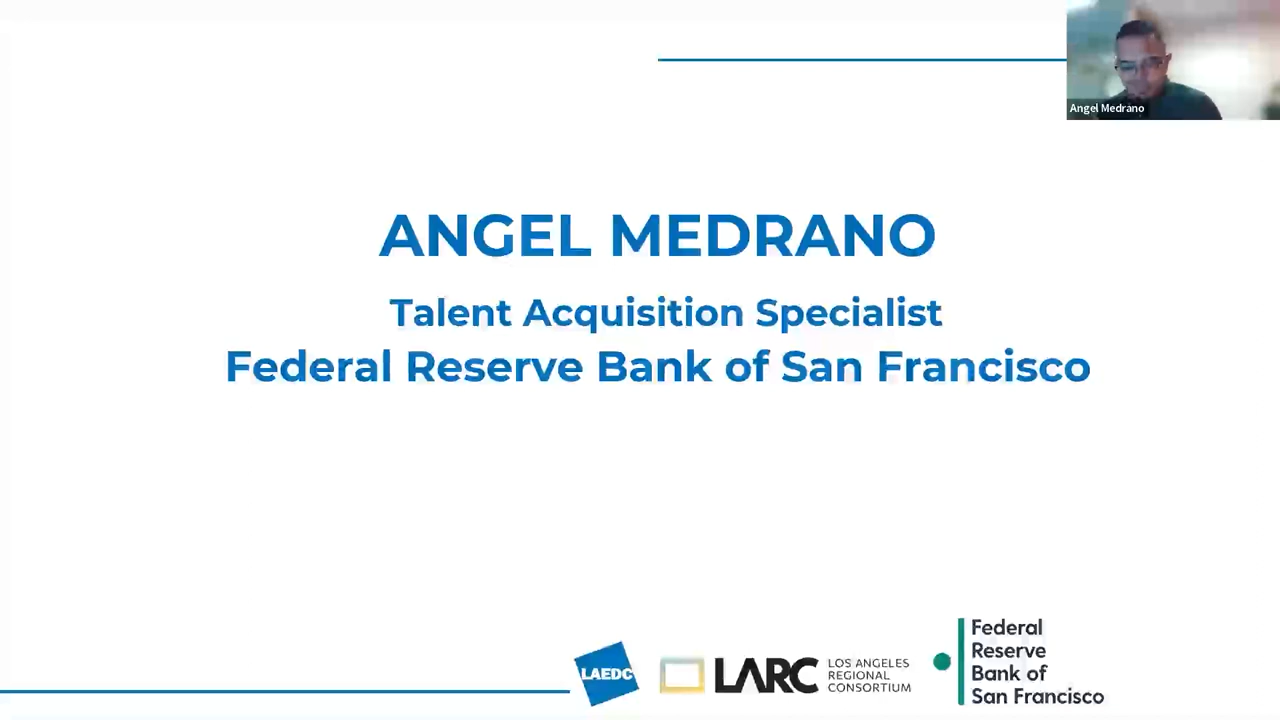 Angel Medrano
ANGEL MEDRANO
Talent Acquisition Specialist
Federal Reserve Bank of San Francisco
LAEDC
LARC
LOS ANGELES
REGIONAL
CONSORTIUM
Federal
Reserve
Bank of
San Francisco